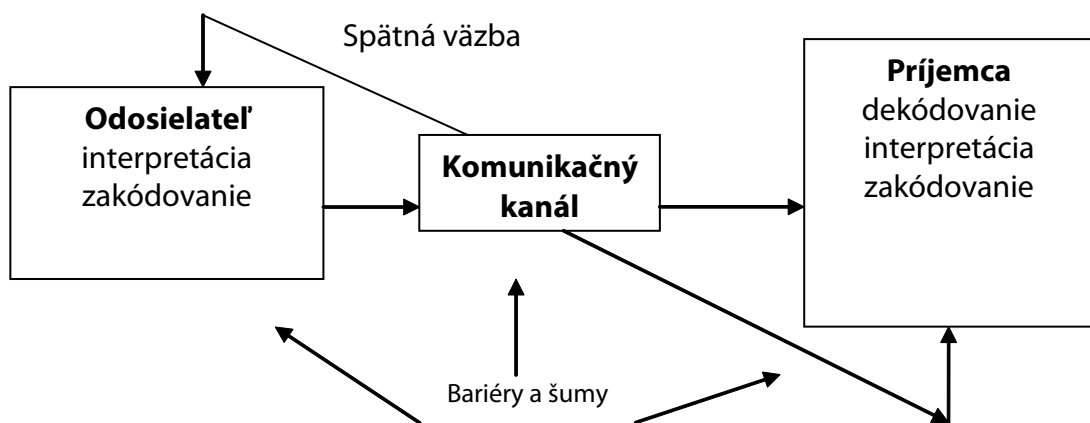 Spätná väzba
Odosielateľ
interpretácia
zakódovanie
Komunikačný
kanál
Príjemca
dekódovanie
interpretácia
zakódovanie
Bariéry a šumy